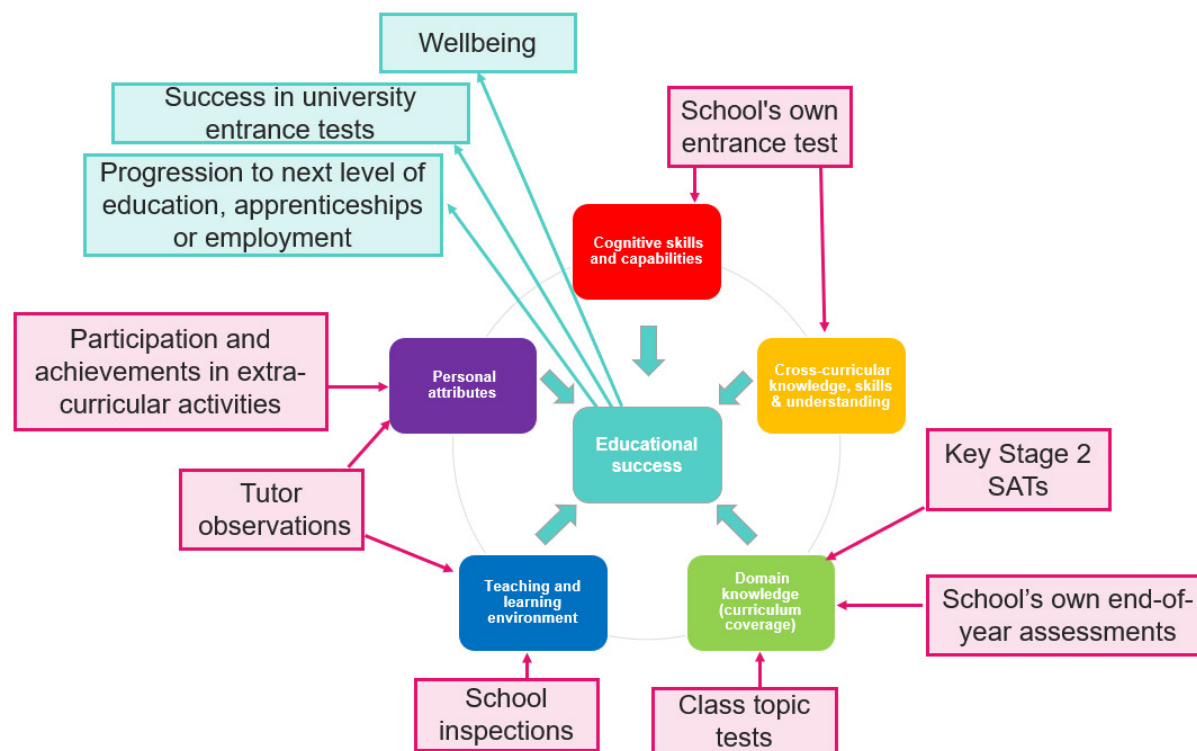 Wellbeing
Success in university
entrance tests
Progression to next level of
education, apprenticeships
or employment
School's own
entrance test
Cognitive skills
and capabilities
Participation and
achievements in extra-
curricular activities
Personal
attributes
Cross-curricular
knowledge, skills
& understanding
Educational
success
Key Stage 2
SATs
Tutor
observations
Teaching and
learning
environment
Domain
knowledge
(curriculum
coverage)
School’s own end-of-
year assessments
School
inspections
Class topic
tests